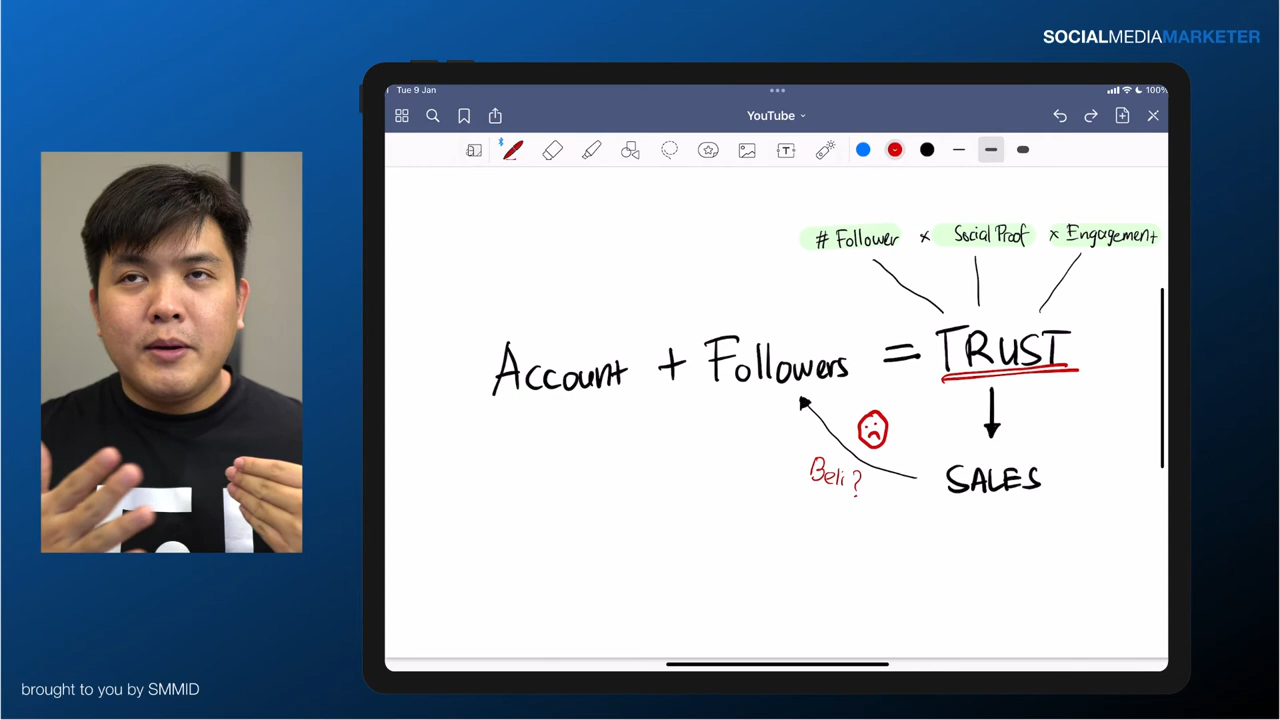 SOCIALMEDIAMARKETER
Tue 9 Jan
100%
YouTube
T
# Follower x Social Proof x Engagement
Account + Followers = TRUST
Beli?
SALES
brought to you by SMMID